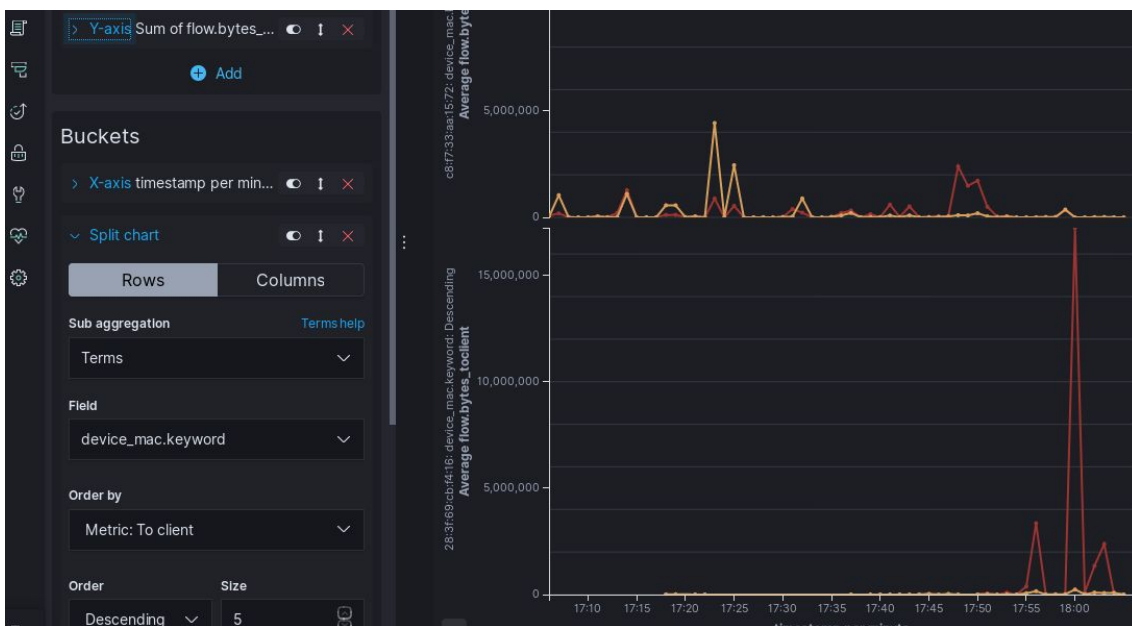 Y-axis Sum of flow.bytes_...
Add
Buckets
X-axis timestamp per min...
Split chart
Rows Columns
Sub aggregation Terms help
Terms
Field
device_mac.keyword
Order by
Metric: To client
Order Size
Descending 5
c8:f7:33:aa:15:72: device_mac.
Average flow.byte
5,000,000
0
28:3f:69:cb:f4:16: device_mac.keyword: Descending
Average flow.bytes_toclient
15,000,000
10,000,000
5,000,000
0
17:10 17:15 17:20 17:25 17:30 17:35 17:40 17:45 17:50 17:55 18:00